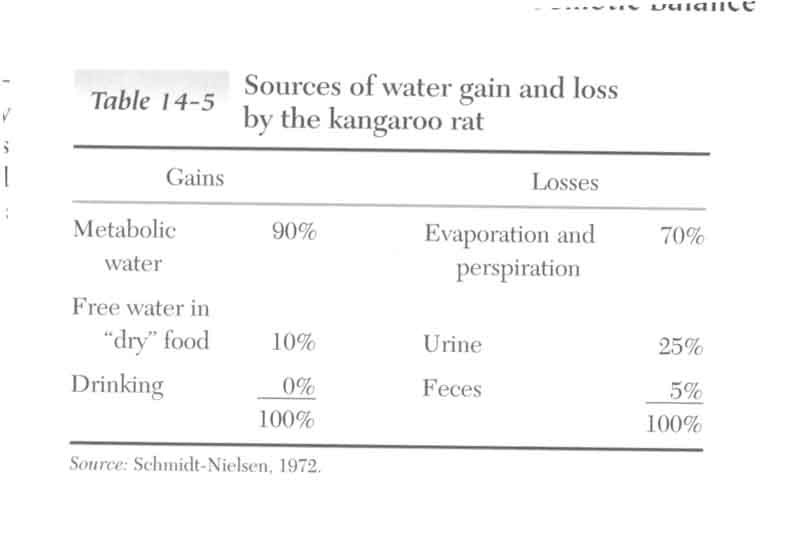 Balance
Table 14-5
Sources of water gain and loss
by the kangaroo rat
Gains Losses
Metabolic 90% Evaporation and 70%
water perspiration
Free water in
“dry” food 10% Urine 25%
Drinking 0% Feces 5%
100% 100%
Source: Schmidt-Nielsen, 1972.